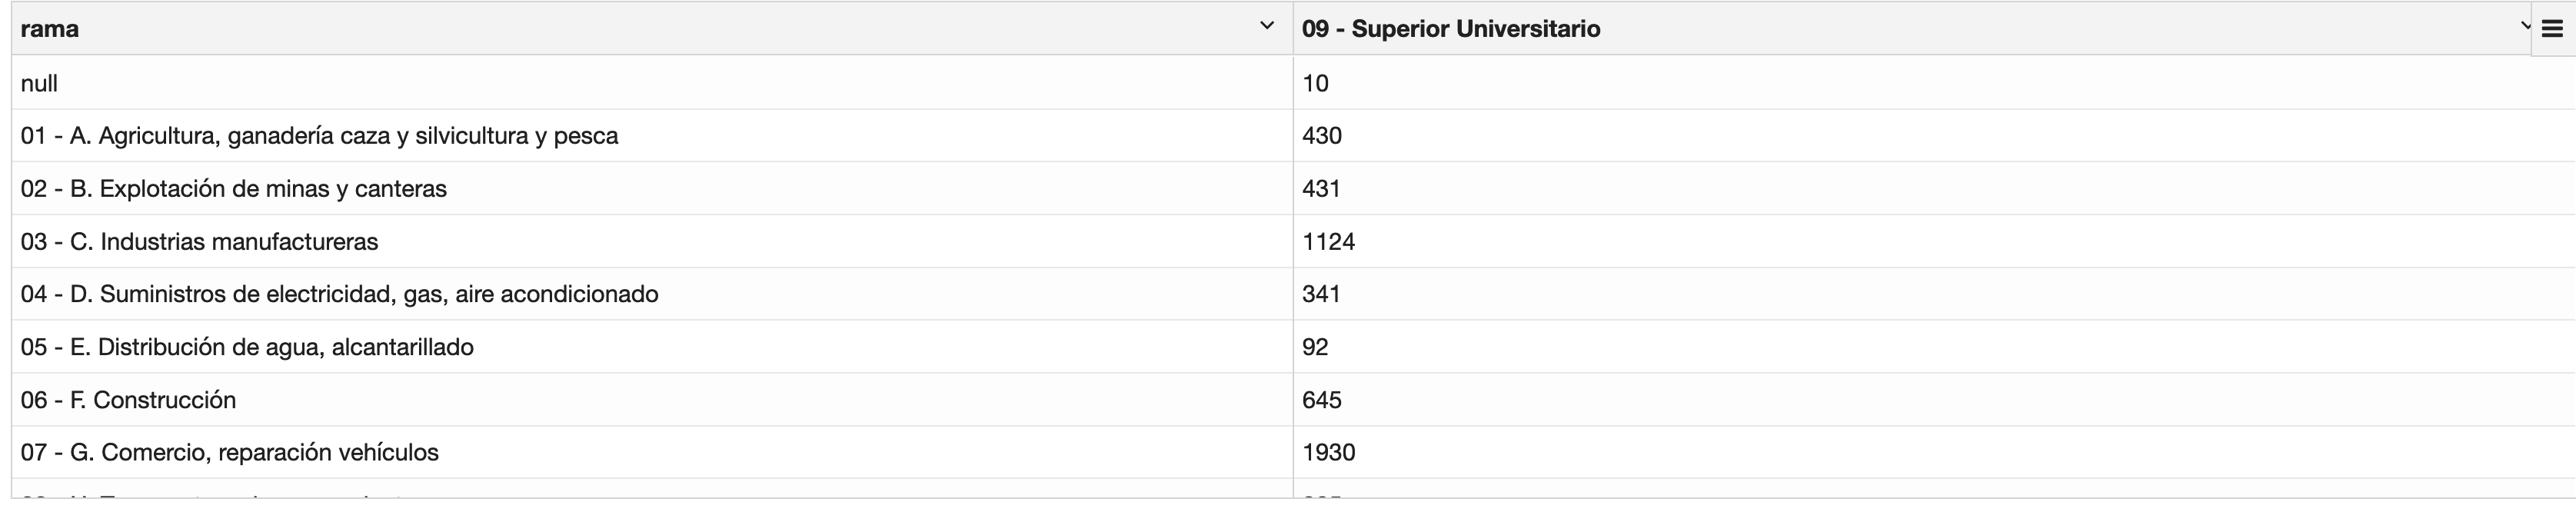 rama 09 - Superior Universitario
null 10
01 - A. Agricultura, ganadería caza y silvicultura y pesca 430
02 - B. Explotación de minas y canteras 431
03 - C. Industrias manufactureras 1124
04 - D. Suministros de electricidad, gas, aire acondicionado 341
05 - E. Distribución de agua, alcantarillado 92
06 - F. Construcción 645
07 - G. Comercio, reparación vehículos 1930